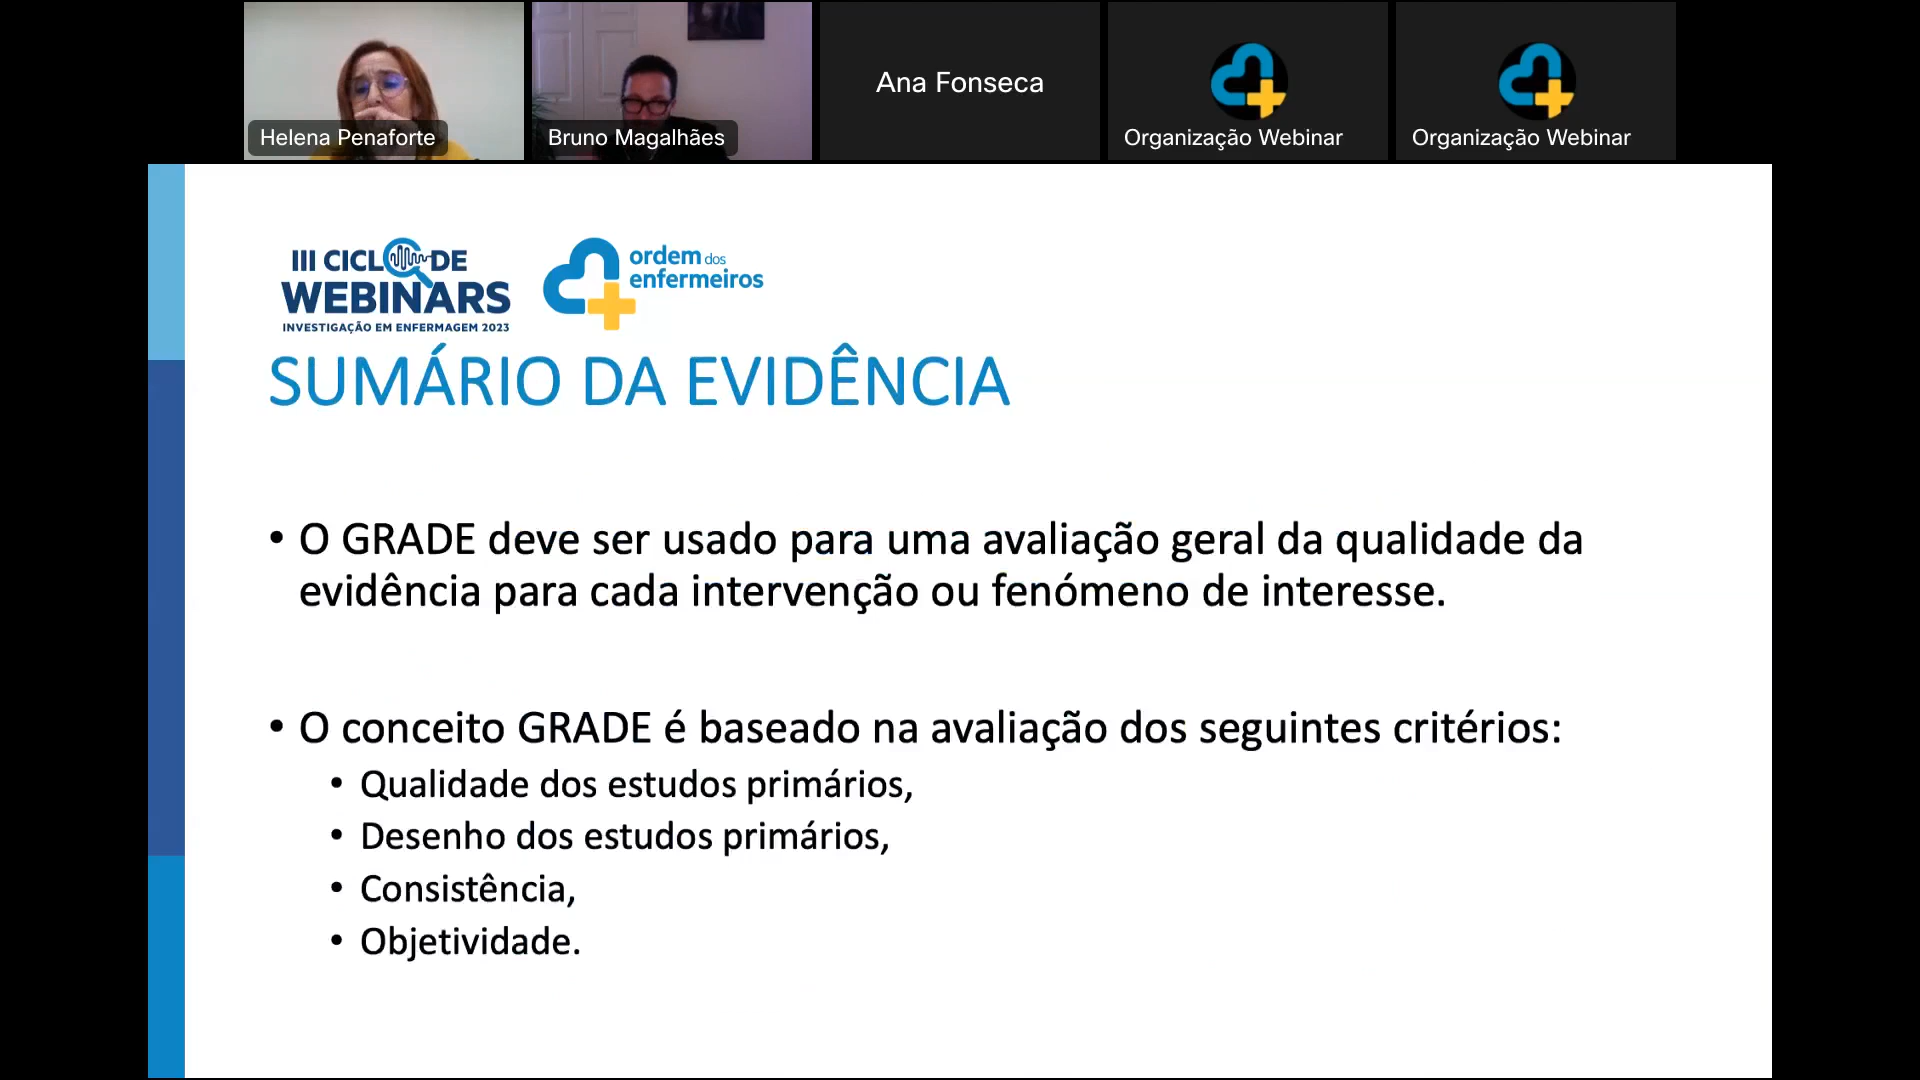 Helena Penaforte
Bruno Magalhães
Ana Fonseca
Organização Webinar
Organização Webinar
III CICLO DE
WEBINARS
INVESTIGAÇÃO EM ENFERMAGEM 2023
ordem dos
enfermeiros
SUMÁRIO DA EVIDÊNCIA
• O GRADE deve ser usado para uma avaliação geral da qualidade da
evidência para cada intervenção ou fenómeno de interesse.
• O conceito GRADE é baseado na avaliação dos seguintes critérios:
• Qualidade dos estudos primários,
• Desenho dos estudos primários,
• Consistência,
• Objetividade.